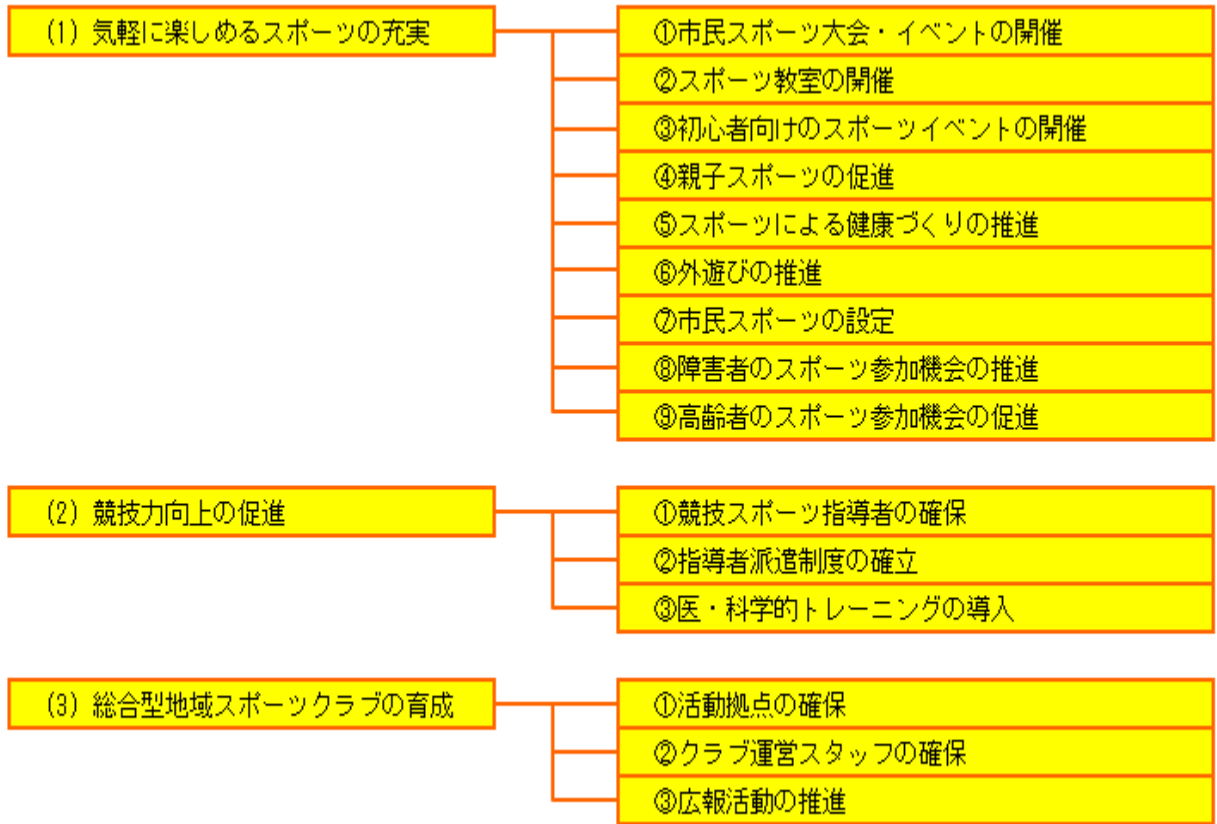 (1) 気軽に楽しめるスポーツの充実
①市民スポーツ大会・イベントの開催
②スポーツ教室の開催
③初心者向けのスポーツイベントの開催
④親子スポーツの促進
⑤スポーツによる健康づくりの推進
⑥外遊びの推進
⑦市民スポーツの設定
⑧障害者のスポーツ参加機会の推進
⑨高齢者のスポーツ参加機会の促進
(2) 競技力向上の促進
①競技スポーツ指導者の確保
②指導者派遣制度の確立
③医・科学的トレーニングの導入
(3) 総合型地域スポーツクラブの育成
①活動拠点の確保
②クラブ運営スタッフの確保
③広報活動の推進